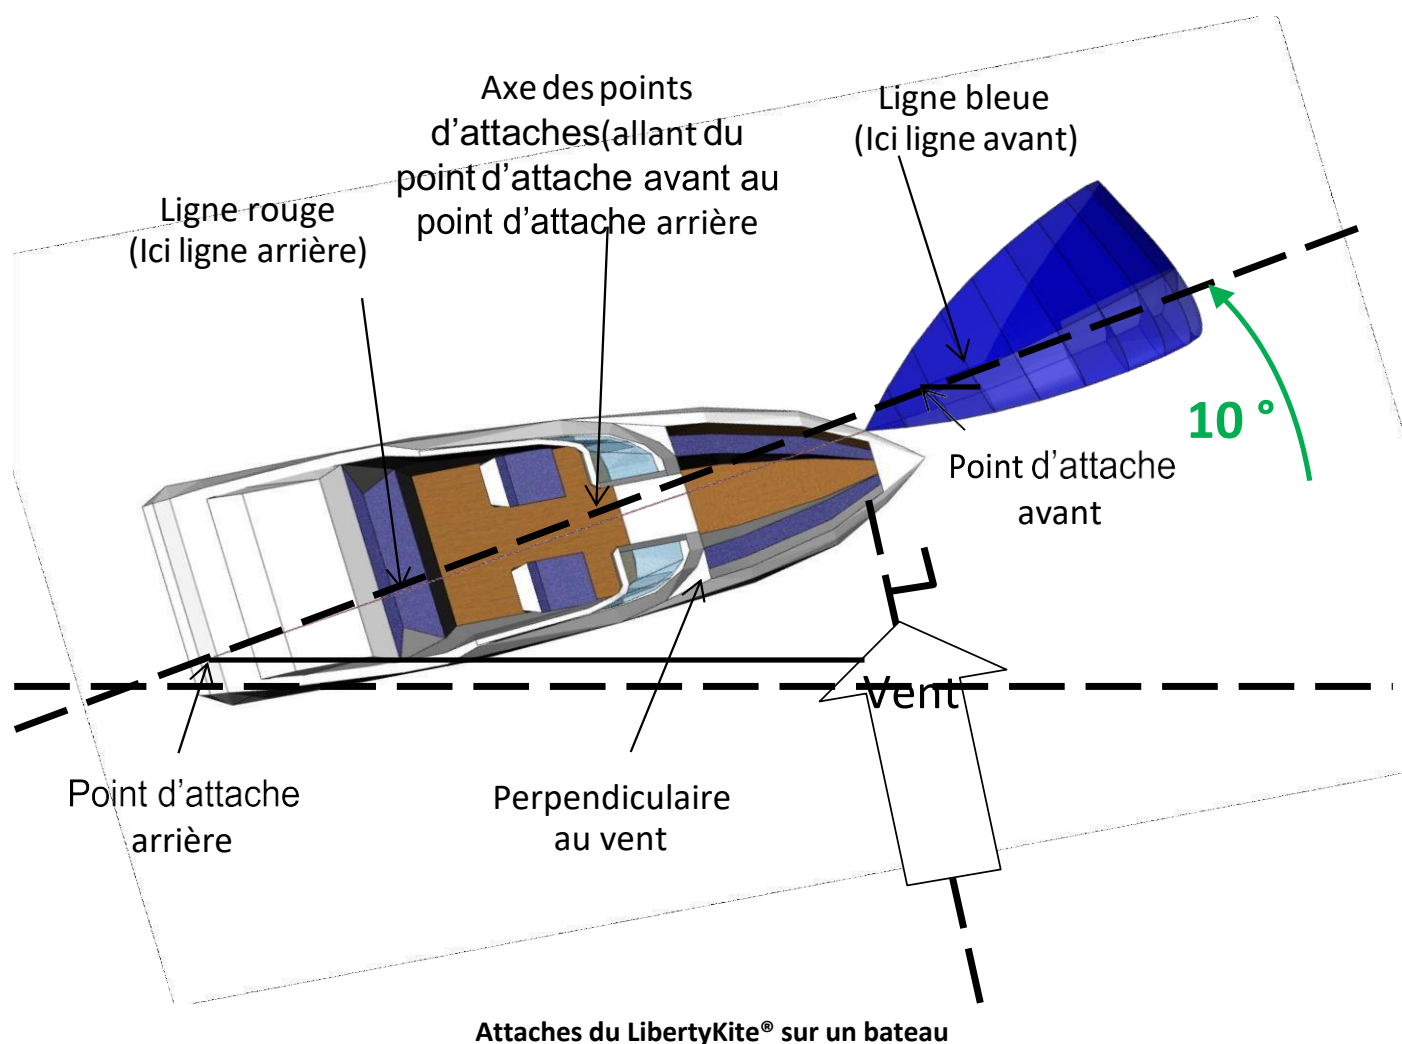 Axe des points
d’attaches(allant du
point d’attache avant au
point d’attache arrière
Ligne bleue
(Ici ligne avant)
Ligne rouge
(Ici ligne arrière)
10 °
Point d’attache
avant
Vent
Point d’attache
arrière
Perpendiculaire
au vent
Attaches du LibertyKite® sur un bateau